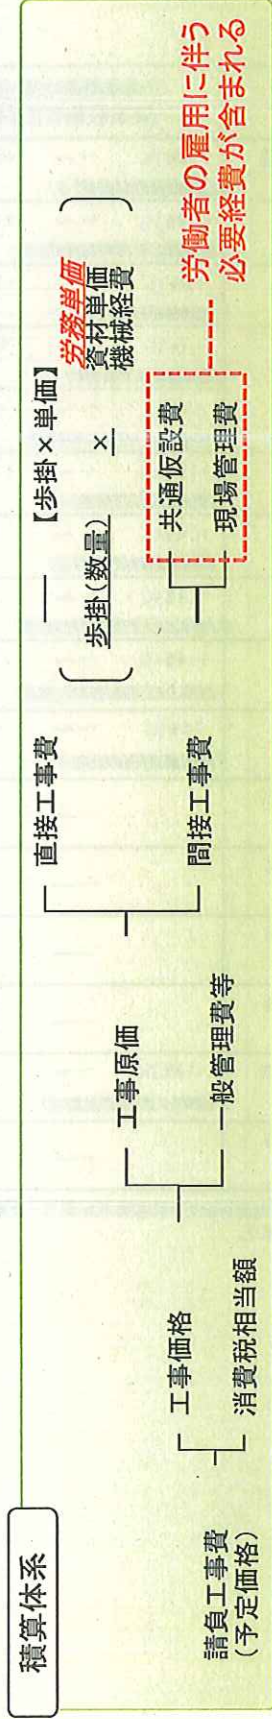 積算体系
請負工事費
(予定価格)
工事価格
消費税相当額
工事原価
一般管理費等
直接工事費
間接工事費
【歩掛×単価】
歩掛(数量)
×
労務単価
資材単価
機械経費
共通仮設費
現場管理費
労働者の雇用に伴う
必要経費が含まれる